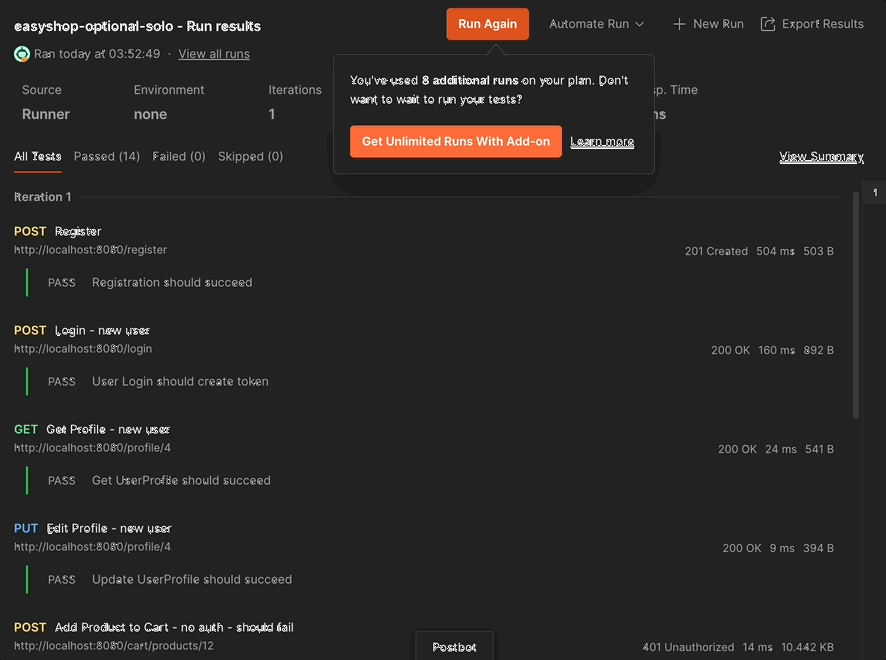 easyshop-optional-solo - Run results
Run Again
Automate Run
New Run
Export Results
Ran today at 03:52:49 · View all runs
You've used 8 additional runs on your plan. Don't want to wait to run your tests?
Get Unlimited Runs With Add-on
Learn more
Source
Environment
Iterations
sp. Time
Runner
none
1
ns
All Tests
Passed (14)
Failed (0)
Skipped (0)
View Summary
1
Iteration 1
POST Register
http://localhost:8080/register
201 Created 504 ms 503 B
PASS Registration should succeed
POST Login - new user
http://localhost:8080/login
200 OK 160 ms 892 B
PASS User Login should create token
GET Get Profile - new user
http://localhost:8080/profile/4
200 OK 24 ms 541 B
PASS Get UserProfile should succeed
PUT Edit Profile - new user
http://localhost:8080/profile/4
200 OK 9 ms 394 B
PASS Update UserProfile should succeed
POST Add Product to Cart - no auth - should fail
http://localhost:8080/cart/products/12
401 Unauthorized 14 ms 10.442 KB
Postbot